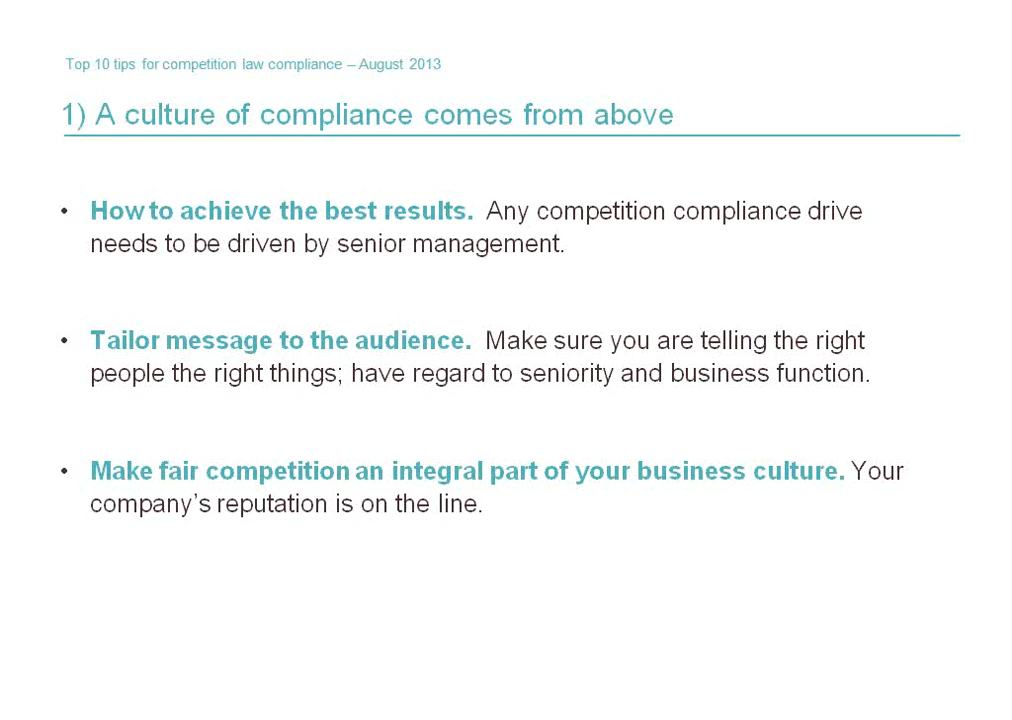 Top 10 tips for competition law compliance – August 2013
1) A culture of compliance comes from above
• How to achieve the best results. Any competition compliance drive
needs to be driven by senior management.
• Tailor message to the audience. Make sure you are telling the right
people the right things; have regard to seniority and business function.
• Make fair competition an integral part of your business culture. Your
company’s reputation is on the line.